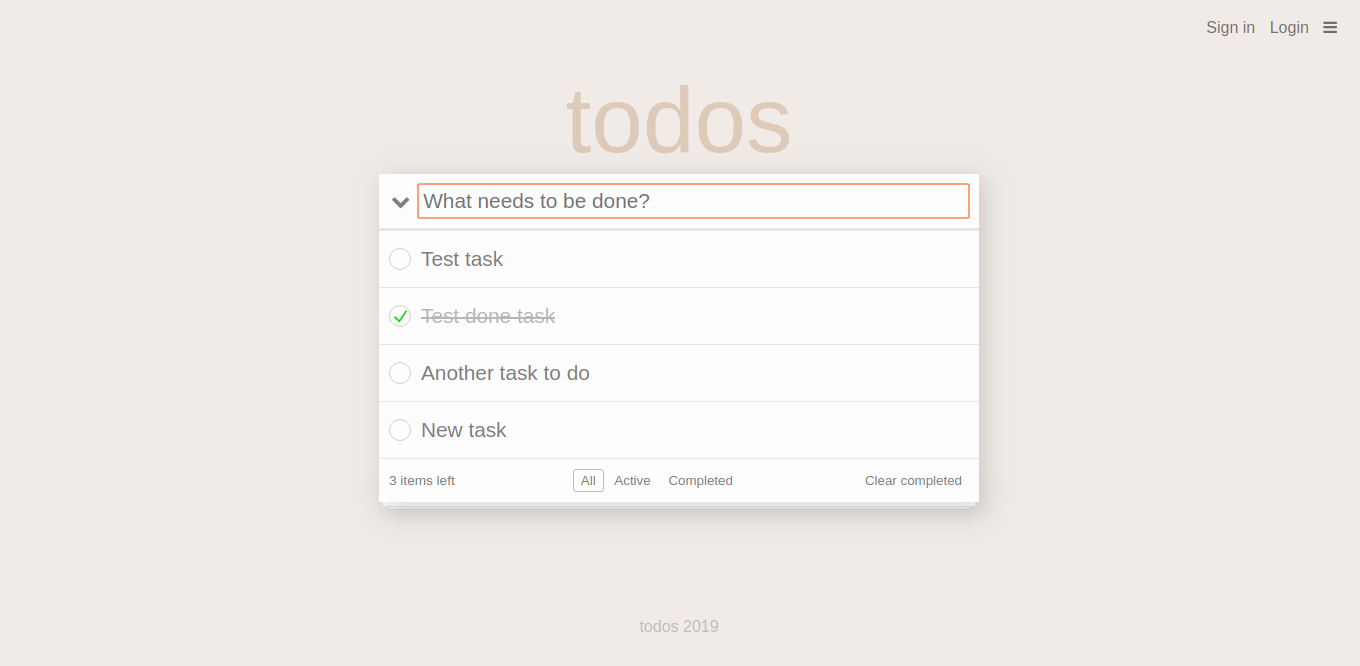 Sign in Login
todos
What needs to be done?
Test task
Test done task
Another task to do
New task
3 items left All Active Completed Clear completed
todos 2019